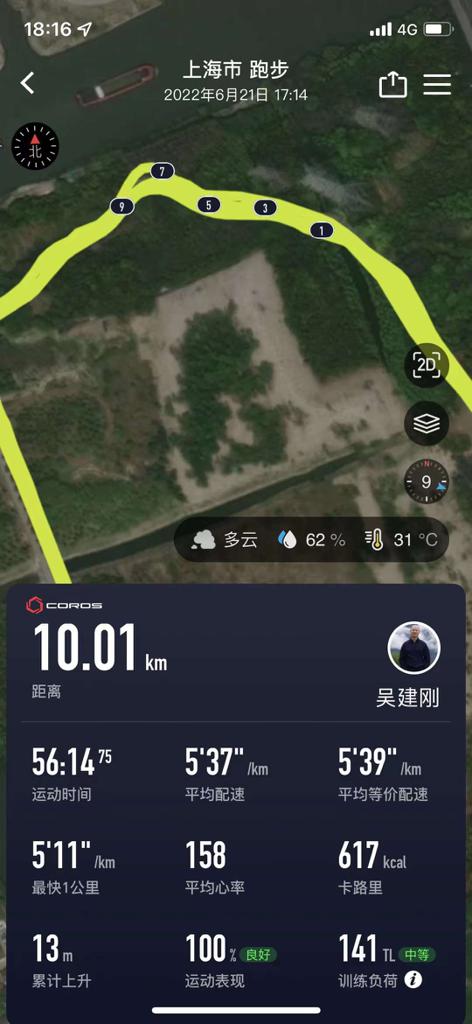 18:16
4G
上海市 跑步
2022年6月21日 17:14
北
7
9
5
3
1
2D
N
9
多云 62 % 31 °C
COROS
10.01 km
距离
吴建刚
56:14 75 5'37" /km 5'39" /km
运动时间 平均配速 平均等价配速
5'11" /km 158 617 kcal
最快1公里 平均心率 卡路里
13 m 100 % 良好 141 TL 中等
累计上升 运动表现 训练负荷 i